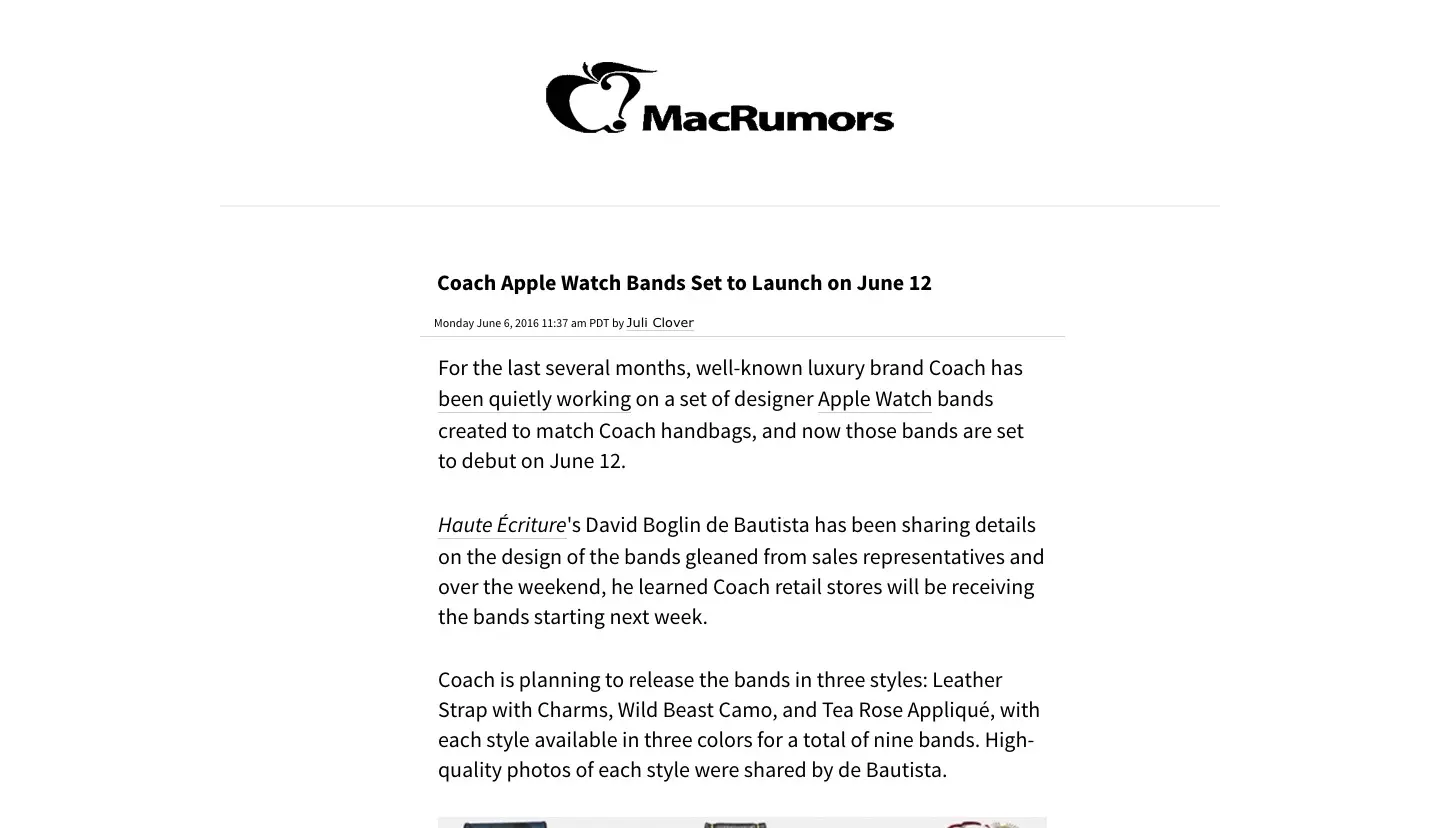 MacRumors
Coach Apple Watch Bands Set to Launch on June 12
Monday June 6, 2016 11:37 am PDT by Juli Clover
For the last several months, well-known luxury brand Coach has
been quietly working on a set of designer Apple Watch bands
created to match Coach handbags, and now those bands are set
to debut on June 12.
Haute Écriture's David Boglin de Bautista has been sharing details
on the design of the bands gleaned from sales representatives and
over the weekend, he learned Coach retail stores will be receiving
the bands starting next week.
Coach is planning to release the bands in three styles: Leather
Strap with Charms, Wild Beast Camo, and Tea Rose Appliqué, with
each style available in three colors for a total of nine bands. High-
quality photos of each style were shared by de Bautista.